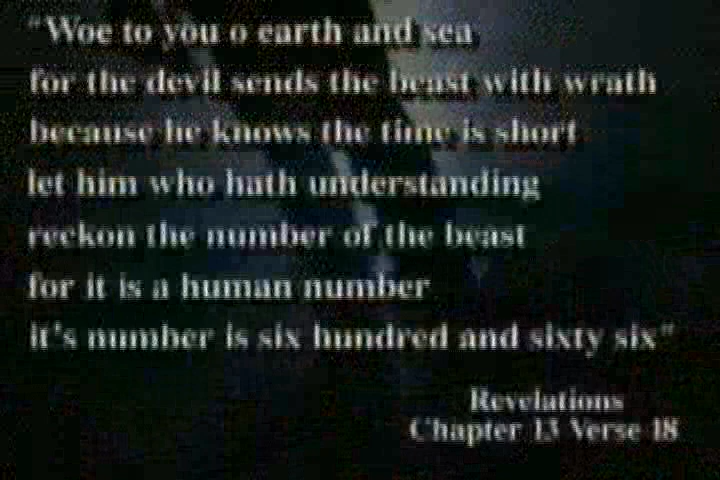 "Woe to you o earth and sea
for the devil sends the beast with wrath
because he knows the time is short
let him who hath understanding
reckon the number of the beast
for it is a human number
it's number is six hundred and sixty six"
Revelations
Chapter 13 Verse 18